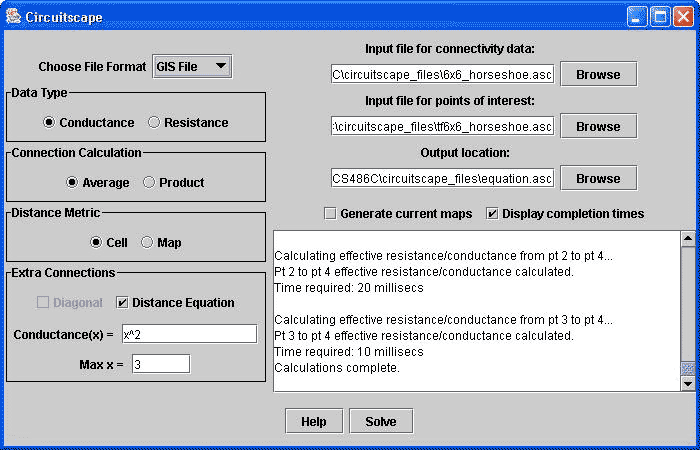 Circuitscape
Choose File Format GIS File
Data Type
Conductance Resistance
Connection Calculation
Average Product
Distance Metric
Cell Map
Extra Connections
Diagonal Distance Equation
Conductance(x) = x^2
Max x = 3
Input file for connectivity data:
C\circuitscape_files\6x6_horseshoe.asc Browse
Input file for points of interest:
:\circuitscape_files\tf6x6_horseshoe.asc Browse
Output location:
CS486C\circuitscape_files\equation.asc Browse
Generate current maps Display completion times
Calculating effective resistance/conductance from pt 2 to pt 4...
Pt 2 to pt 4 effective resistance/conductance calculated.
Time required: 20 millisecs
Calculating effective resistance/conductance from pt 3 to pt 4...
Pt 3 to pt 4 effective resistance/conductance calculated.
Time required: 10 millisecs
Calculations complete.
Help Solve